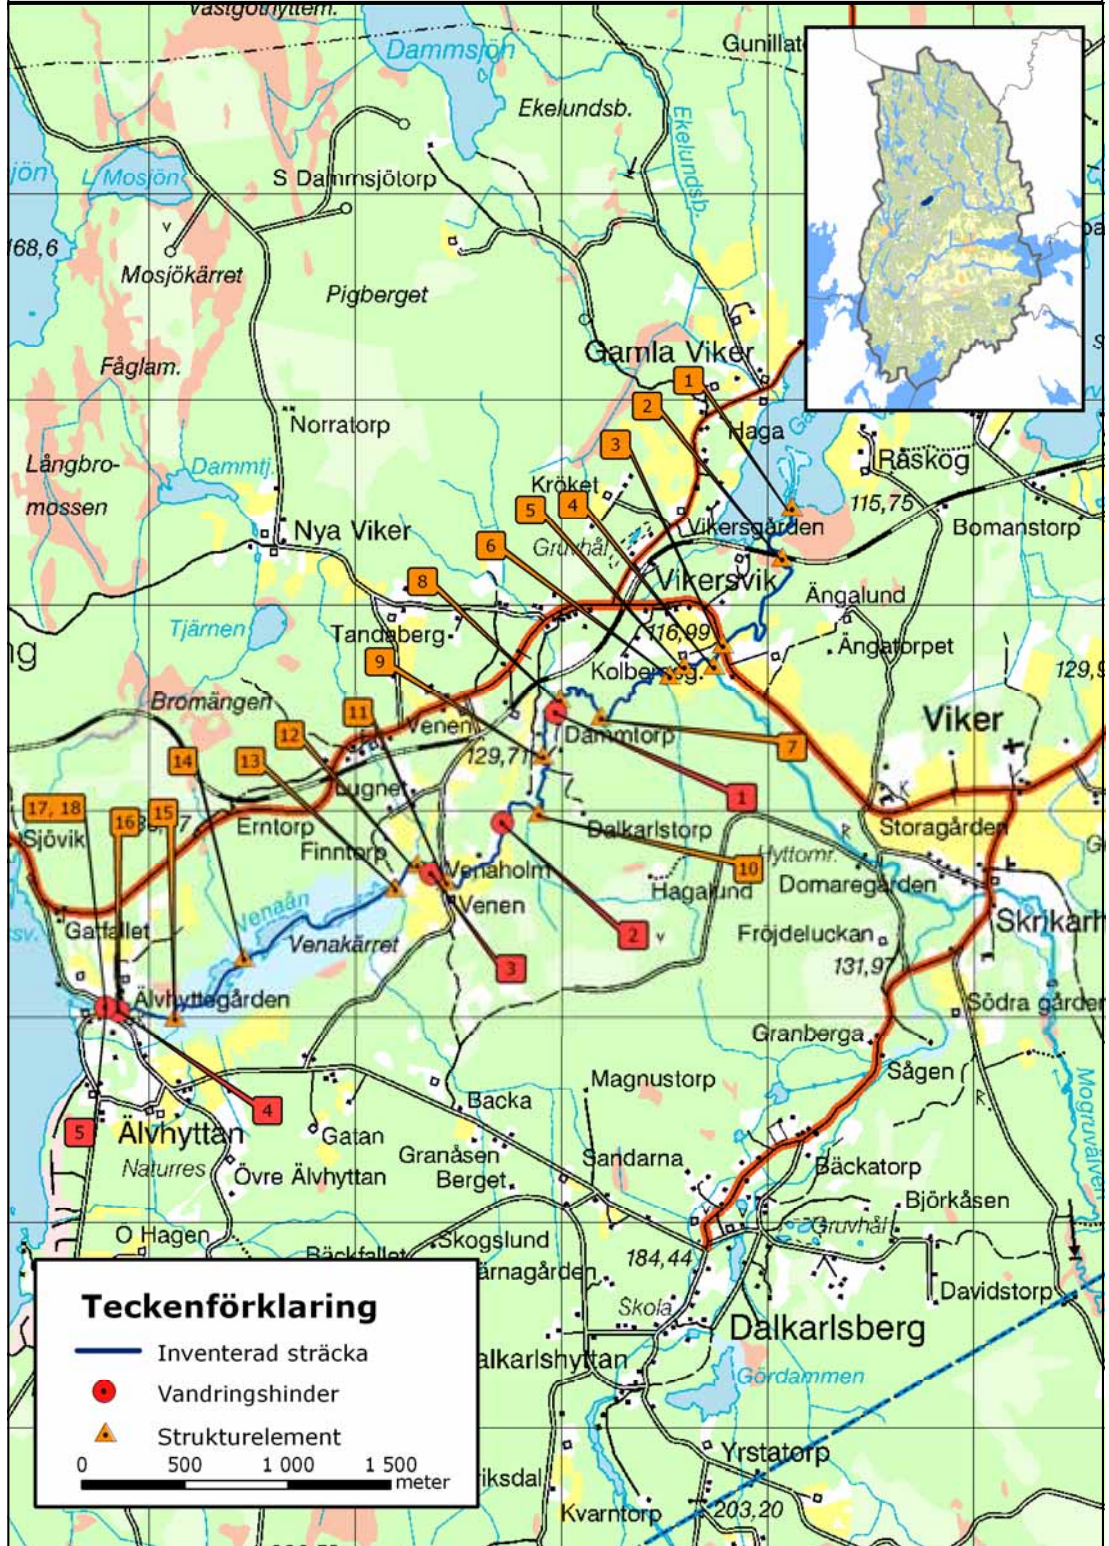 Västgöthyttem.
Dammsjön
Ekelundsb.
Ekelundsb.
L Mosjön
S Dammsjötorp
168,6
Mosjökärret
Pigberget
Fåglam.
Gamla Viker
1
2
Haga
3
Norratorp
Råskog
Långbro-
mossen
Dammtj.
Kröket
5
4
115,75
Bomanstorp
Nya Viker
Vikersgården
Gruvhål
6
Vikersvik
8
Ängalund
Tjärnen
Tandaberg
116,99
Ängatorpet
9
Kolbergsg.
Bromängen
11
Venen
Dammtorp
Viker
12
129,71
7
14
13
Lugnet
1
17, 18
16
15
Sjövik
Erntorp
Finntorp
Dalkarlstorp
Storagården
Hyttomr.
10
Venaholm
Hagalund
Domaregården
Venaån
Venen
Gatfallet
Venakärret
2
Fröjdeluckan
3
131,97
Älvhyttegården
Södra gården
Granberga
Sågen
Magnustorp
Mogruvälven
4
Backa
5
Älvhyttan
Gatan
Granåsen
Sandarna
Bäckatorp
Naturres
Övre Älvhyttan
Berget
Björkåsen
Gruvhål
Ö Hagen
Skogslund
Bäckfallet
184,44
Davidstorp
Skola
Dalkarlsberg
Gördammen
Yrstatorp
Kvarntorp
203,20
Teckenförklaring
Inventerad sträcka
Vandringshinder
Strukturelement
0 500 1 000 1 500
meter